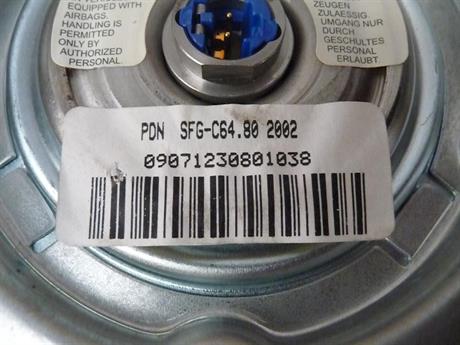 EQUIPPED WITH
AIRBAGS.
HANDLING IS
PERMITTED
ONLY BY
AUTHORIZED
PERSONAL.
ZEUGEN
ZULAESSIG.
UMGANG NUR
DURCH
GESCHULTES
PERSONAL
ERLAUBT.
PDN SFG-C64.80 2002
09071230801038